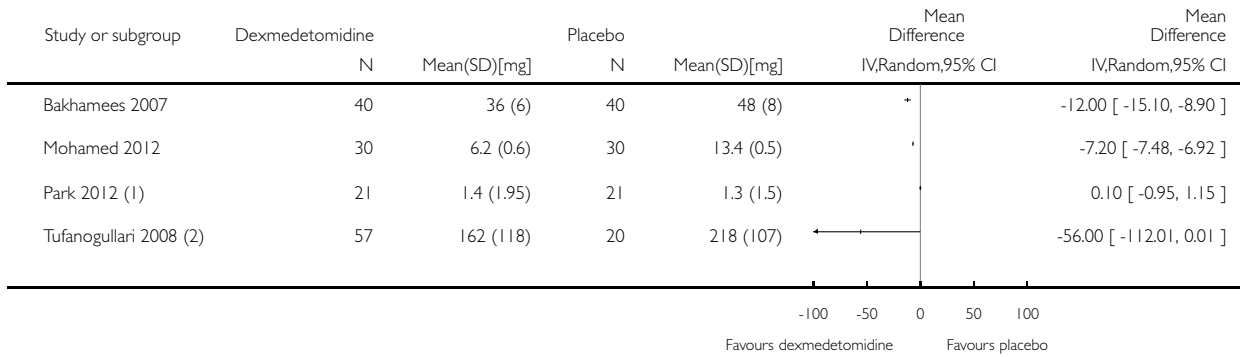 Mean Mean
Study or subgroup Dexmedetomidine Placebo Difference Difference
N Mean(SD)[mg] N Mean(SD)[mg] IV,Random,95% CI IV,Random,95% CI
Bakhamees 2007 40 36 (6) 40 48 (8) -12.00 [ -15.10, -8.90 ]
Mohamed 2012 30 6.2 (0.6) 30 13.4 (0.5) -7.20 [ -7.48, -6.92 ]
Park 2012 (1) 21 1.4 (1.95) 21 1.3 (1.5) 0.10 [ -0.95, 1.15 ]
Tufanogullari 2008 (2) 57 162 (118) 20 218 (107) -56.00 [ -112.01, 0.01 ]
-100 -50 0 50 100
Favours dexmedetomidine Favours placebo